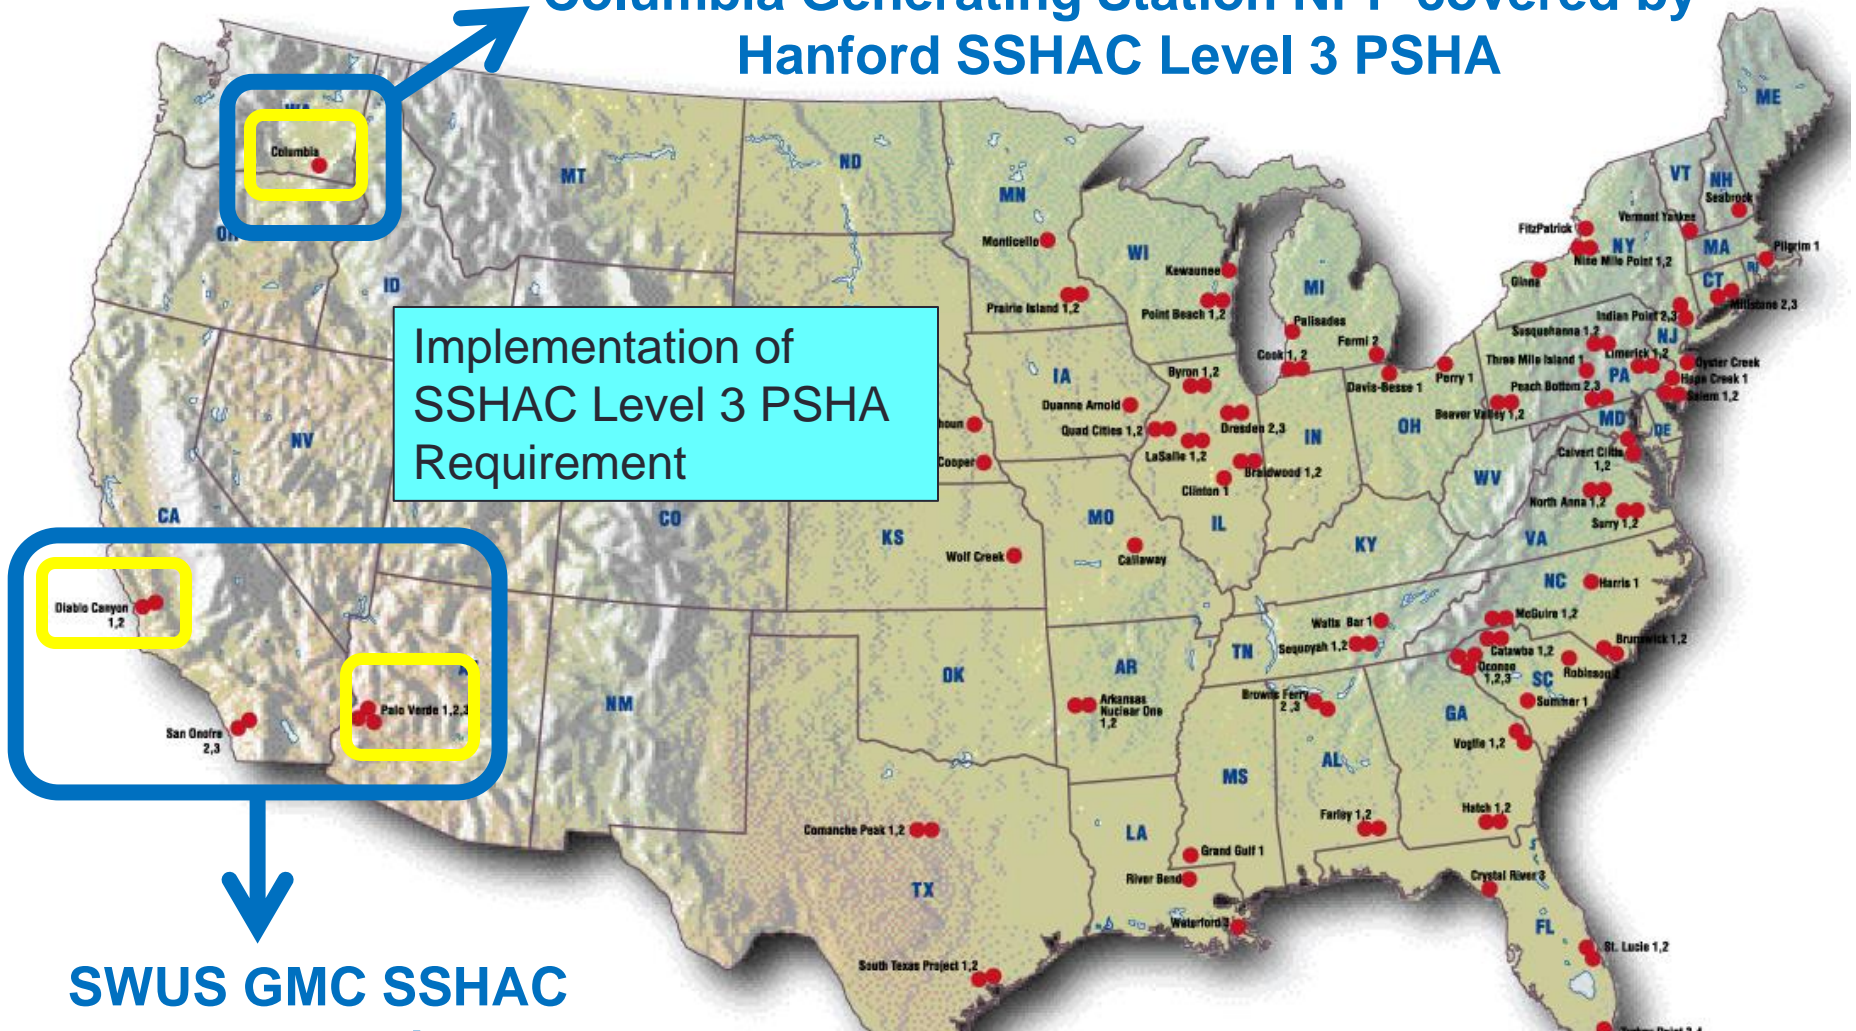 Columbia Generating Station NPP covered by
Hanford SSHAC Level 3 PSHA
WA
Columbia
MT
ND
MN
ME
VT
NH
Seabrook
Vermont Yankee
FitzPatrick
NY
MA
Pilgrim 1
Nine Mile Point 1,2
RI
Ginna
CT
Millstone 2,3
OR
ID
Monticello
WI
Kewaunee
MI
Prairie Island 1,2
Point Beach 1,2
Palisades
Indian Point 2,3
Susquehanna 1,2
NJ
Fermi 2
Cook 1, 2
Three Mile Island 1
Limerick 1,2
Oyster Creek
Implementation of
SSHAC Level 3 PSHA
Requirement
IA
Byron 1,2
Davis-Besse 1
Perry 1
PA
Hope Creek 1
Peach Bottom 2,3
Salem 1,2
Duanne Arnold
Beaver Valley 1,2
MD
DE
houn
Quad Cities 1,2
Dresden 2,3
IN
OH
NV
LaSalle 1,2
Calvert Cliffs
1,2
Cooper
Braidwood 1,2
WV
Clinton 1
North Anna 1,2
CA
CO
MO
IL
Surry 1,2
KS
KY
VA
Wolf Creek
Callaway
NC
Harris 1
Diablo Canyon
1,2
McGuire 1,2
Watts Bar 1
TN
Sequoyah 1,2
Catawba 1,2
Brunswick 1,2
AR
Oconee
1,2,3
Robinson 2
OK
SC
NM
Browns Ferry
2,3
Arkansas
Nuclear One
1,2
Summer 1
Palo Verde 1,2,3
GA
San Onofre
2,3
Vogtle 1,2
AL
MS
Hatch 1,2
Farley 1,2
Comanche Peak 1,2
LA
Grand Gulf 1
River Bend
Crystal River 3
TX
Waterford 3
FL
St. Lucie 1,2
South Texas Project 1,2
SWUS GMC SSHAC